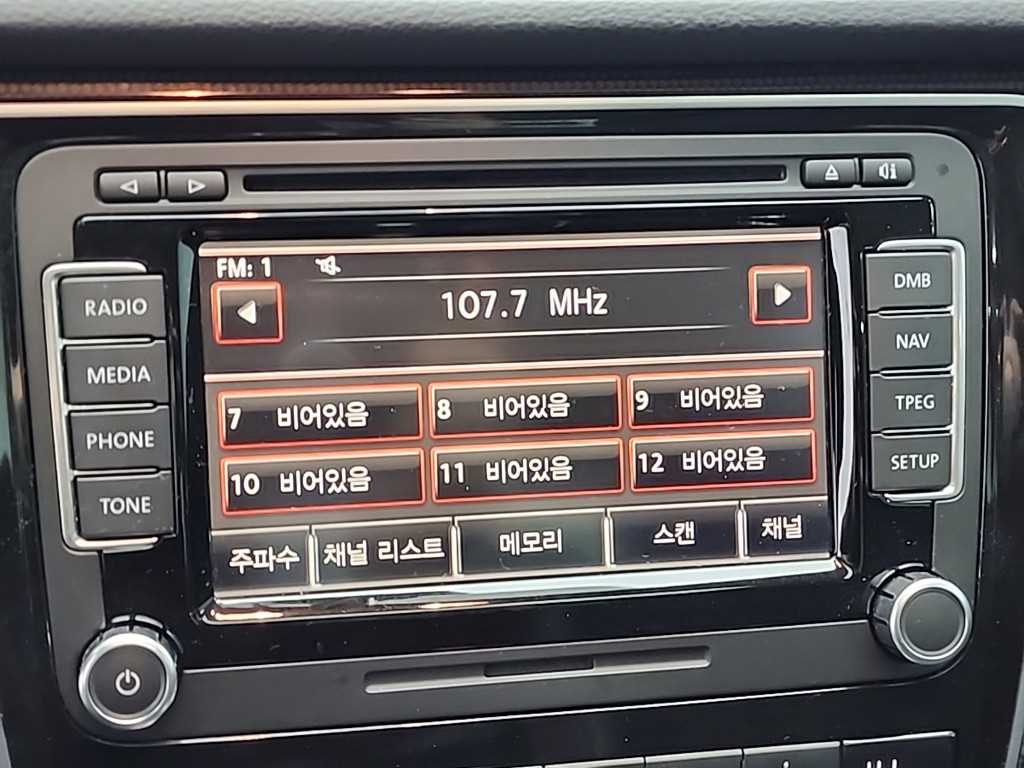 FM: 1
107.7 MHz
RADIO
MEDIA
PHONE
TONE
7 비어있음
8 비어있음
9 비어있음
10 비어있음
11 비어있음
12 비어있음
주파수
채널 리스트
메모리
스캔
채널
DMB
NAV
TPEG
SETUP